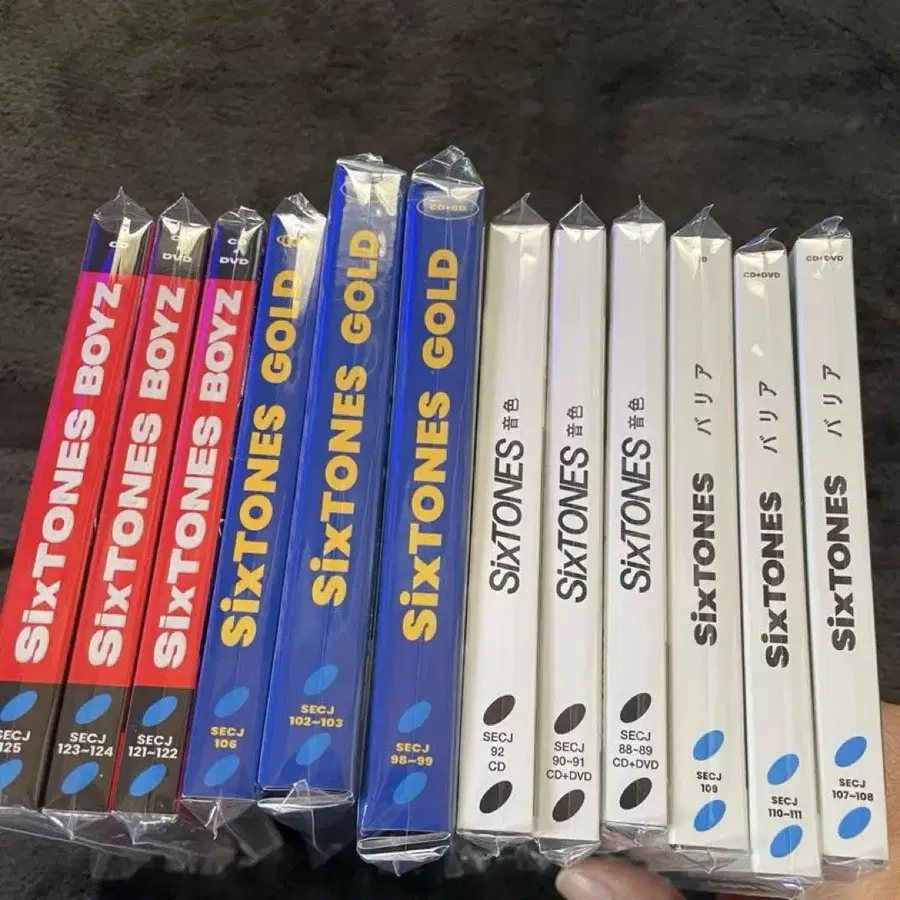 CD
SixTONES BOYZ
SECJ
125
CD
DVD
SixTONES BOYZ
SECJ
123~124
CD
DVD
SixTONES BOYZ
SECJ
121~122
SixTONES GOLD
SECJ
106
SixTONES GOLD
SECJ
102~103
CD+BD
SixTONES GOLD
SECJ
98~99
SixTONES 音色
SECJ
92
CD
SixTONES 音色
SECJ
90~91
CD+DVD
SixTONES 音色
SECJ
88~89
CD+DVD
CD
SixTONES バリア
SECJ
109
CD+DVD
SixTONES バリア
SECJ
110~111
CD+DVD
SixTONES バリア
SECJ
107~108